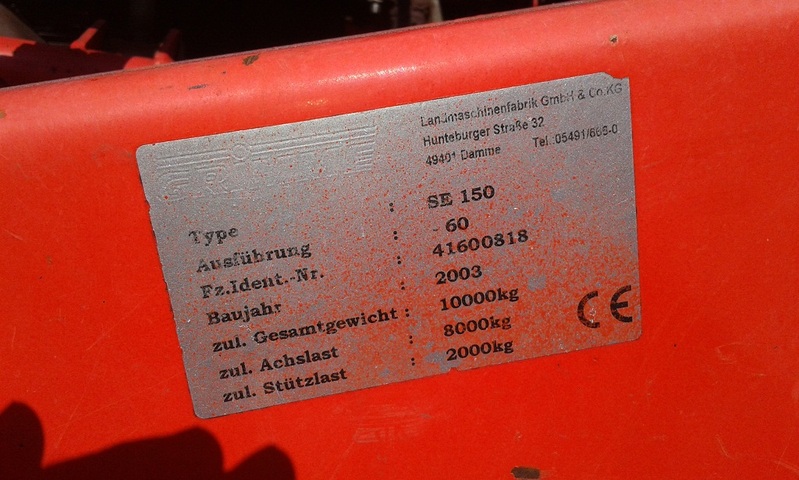 Landmaschinenfabrik GmbH & Co.KG
Hunteburger Straße 32
49401 Damme Tel.:05491/666-0
Type : SE 150
Ausführung : - 60
Fz.Ident.-Nr. : 41600818
Baujahr : 2003
zul. Gesamtgewicht : 10000kg
zul. Achslast : 8000kg
zul. Stützlast : 2000kg
CE